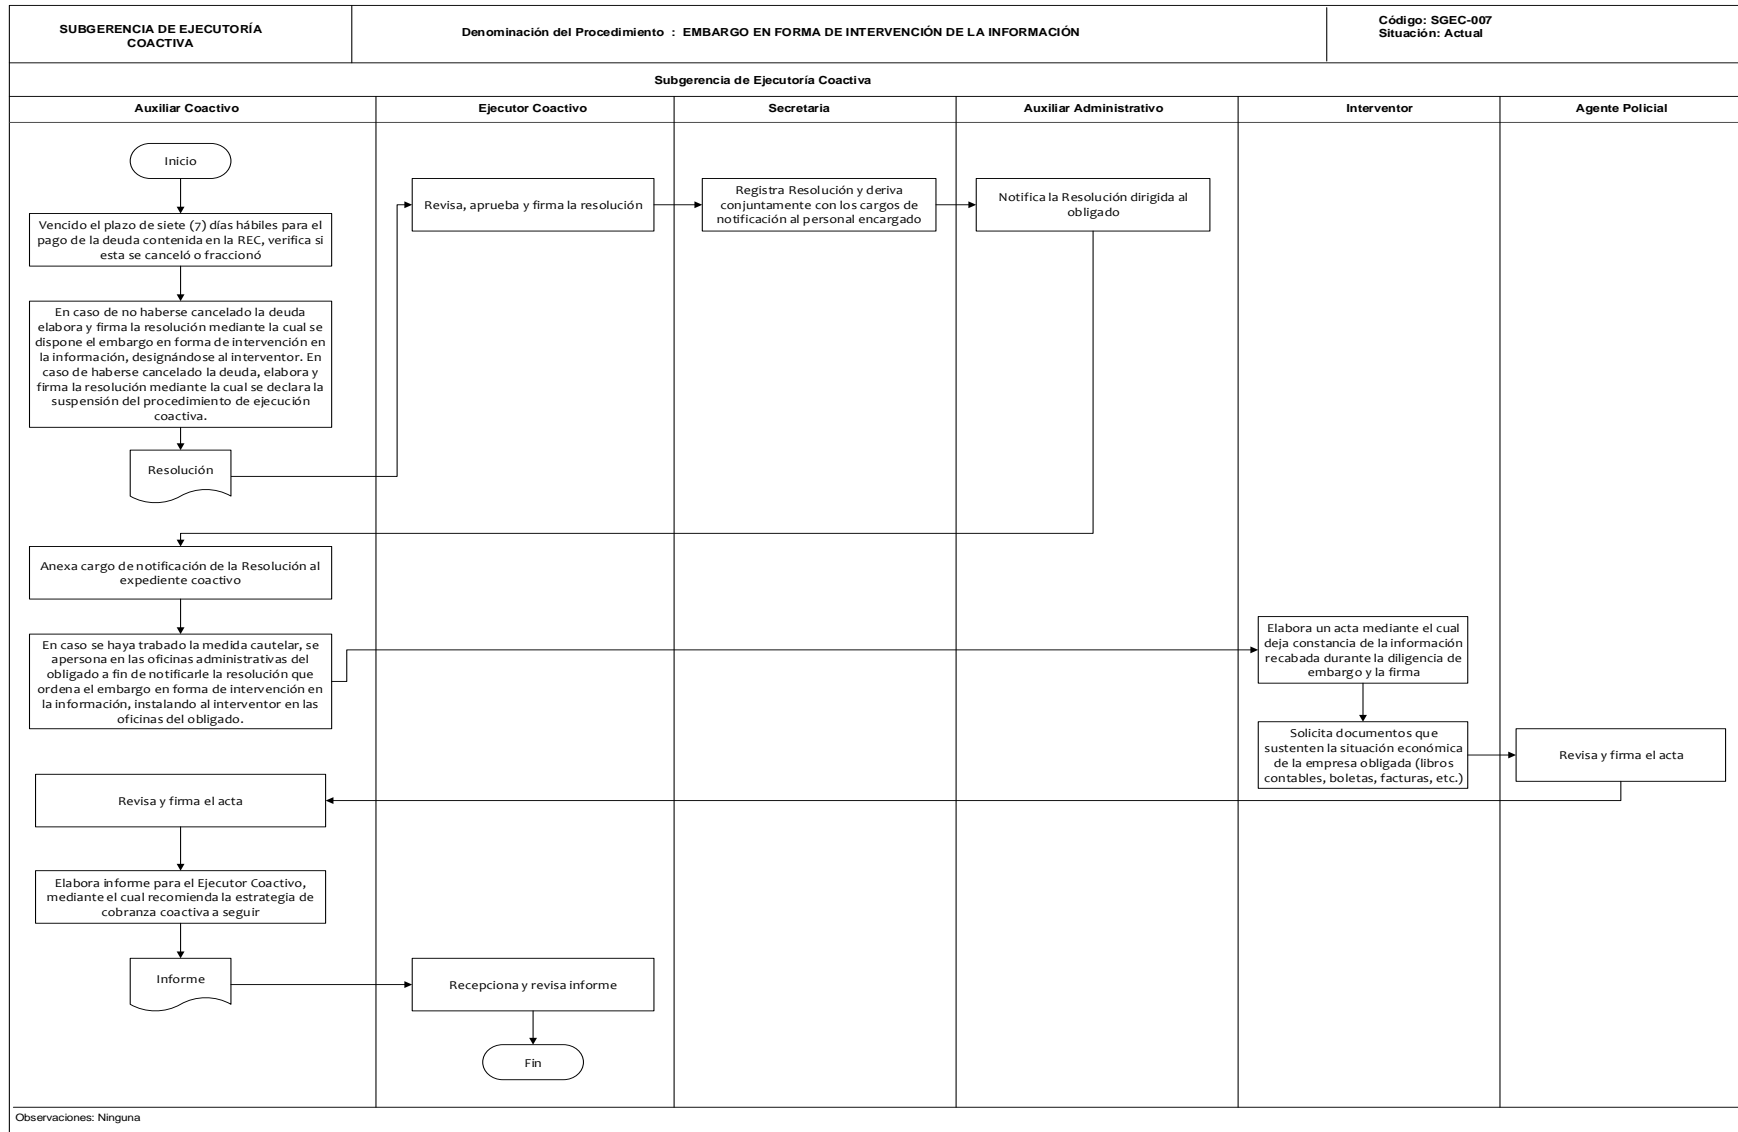 SUBGERENCIA DE EJECUTORÍA
COACTIVA
Denominación del Procedimiento : EMBARGO EN FORMA DE INTERVENCIÓN DE LA INFORMACIÓN
Código: SGEC-007
Situación: Actual
Subgerencia de Ejecutoría Coactiva
Auxiliar Coactivo
Ejecutor Coactivo
Secretaria
Auxiliar Administrativo
Interventor
Agente Policial
Inicio
Vencido el plazo de siete (7) días hábiles para el
pago de la deuda contenida en la REC, verifica si
esta se canceló o fraccionó
En caso de no haberse cancelado la deuda
elabora y firma la resolución mediante la cual se
dispone el embargo en forma de intervención en
la información, designándose al interventor. En
caso de haberse cancelado la deuda, elabora y
firma la resolución mediante la cual se declara la
suspensión del procedimiento de ejecución
coactiva.
Resolución
Revisa, aprueba y firma la resolución
Registra Resolución y deriva
conjuntamente con los cargos de
notificación al personal encargado
Notifica la Resolución dirigida al
obligado
Anexa cargo de notificación de la Resolución al
expediente coactivo
En caso se haya trabado la medida cautelar, se
apersona en las oficinas administrativas del
obligado a fin de notificarle la resolución que
ordena el embargo en forma de intervención en
la información, instalando al interventor en las
oficinas del obligado.
Elabora un acta mediante el cual
deja constancia de la información
recabada durante la diligencia de
embargo y la firma
Solicita documentos que
sustenten la situación económica
de la empresa obligada (libros
contables, boletas, facturas, etc.)
Revisa y firma el acta
Revisa y firma el acta
Elabora informe para el Ejecutor Coactivo,
mediante el cual recomienda la estrategia de
cobranza coactiva a seguir
Informe
Recepciona y revisa informe
Fin
Observaciones: Ninguna